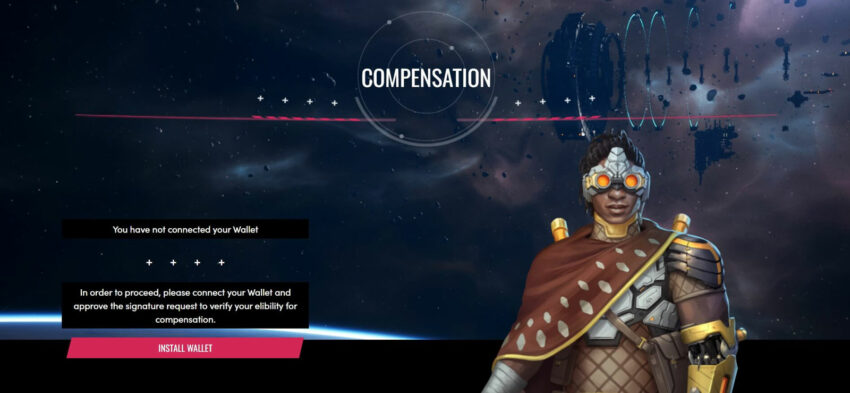 COMPENSATION
You have not connected your Wallet
In order to proceed, please connect your Wallet and
approve the signature request to verify your elibility for
compensation.
INSTALL WALLET